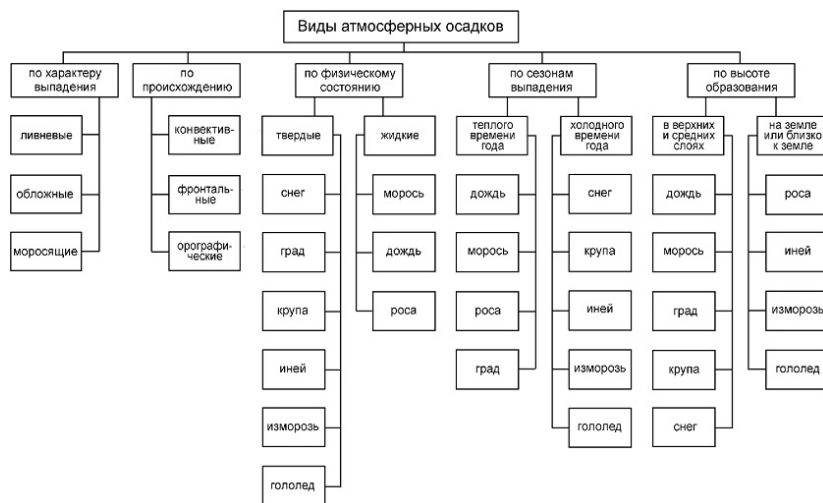 Виды атмосферных осадков
по характеру
выпадения
по
происхождению
по физическому
состоянию
по сезонам
выпадения
по высоте
образования
ливневые
обложные
моросящие
конвектив-
ные
фронталь-
ные
орографи-
ческие
твердые
снег
град
крупа
иней
изморозь
гололед
жидкие
морось
дождь
роса
теплого
времени
года
дождь
морось
роса
град
холодного
времени
года
снег
крупа
иней
изморозь
гололед
в верхних
и средних
слоях
дождь
морось
град
крупа
снег
на земле
или близко
к земле
роса
иней
изморозь
гололед